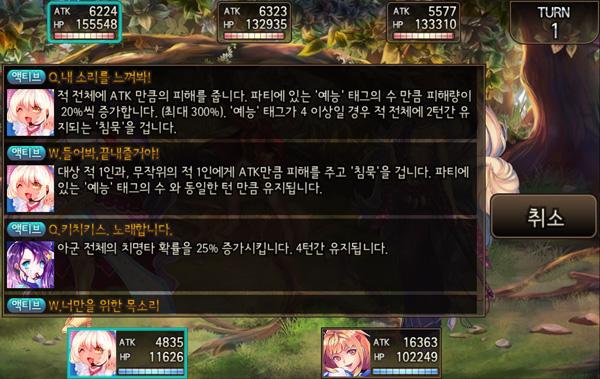 ATK 6224
HP 155548
ATK 6323
HP 132935
ATK 5577
HP 133310
TURN
1
액티브 Q.내 소리를 느껴봐!
적 전체에 ATK 만큼의 피해를 줍니다. 파티에 있는 '예능' 태그의 수 만큼 피해량이
20%씩 증가합니다. (최대 300%). '예능' 태그가 4 이상일 경우 적 전체에 2턴간 유
지되는 '침묵'을 겁니다.
액티브 W.들어봐,끝내줄거야!
대상 적 1인과, 무작위의 적 1인에게 ATK만큼 피해를 주고 '침묵'을 겁니다. 파티에
있는 '예능' 태그의 수 와 동일한 턴 만큼 유지됩니다.
취소
액티브 Q.키치키스, 노래합니다.
아군 전체의 치명타 확률을 25% 증가시킵니다. 4턴간 유지됩니다.
액티브 W.너만을 위한 목소리
ATK 4835
HP 11626
ATK 16363
HP 102249